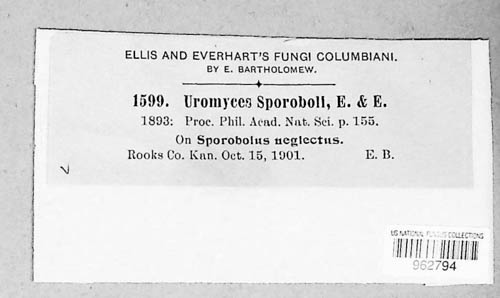 ELLIS AND EVERHART'S FUNGI COLUMBIANI.
BY E. BARTHOLOMEW.
1599. Uromyces Sporoboli, E. & E.
1893: Proc. Phil. Acad. Nat. Sci. p. 155.
On Sporobolus neglectus.
Rooks Co. Kan. Oct. 15, 1901. E. B.
US NATIONAL FUNGUS COLLECTIONS
962794